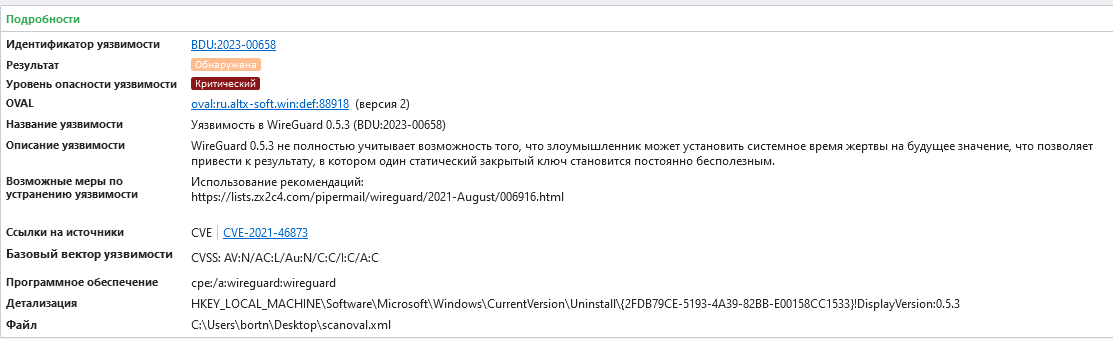 Подробности
Идентификатор уязвимости BDU:2023-00658
Результат Обнаружена
Уровень опасности уязвимости Критический
OVAL oval:ru.altx-soft.win:def:88918 (версия 2)
Название уязвимости Уязвимость в WireGuard 0.5.3 (BDU:2023-00658)
Описание уязвимости WireGuard 0.5.3 не полностью учитывает возможность того, что злоумышленник может установить системное время жертвы на будущее значение, что позволяет
привести к результату, в котором один статический закрытый ключ становится постоянно бесполезным.
Возможные меры по Использование рекомендаций:
устранению уязвимости https://lists.zx2c4.com/pipermail/wireguard/2021-August/006916.html
Ссылки на источники CVE CVE-2021-46873
Базовый вектор уязвимости CVSS: AV:N/AC:L/Au:N/C:C/I:C/A:C
Программное обеспечение cpe:/a:wireguard:wireguard
Детализация HKEY_LOCAL_MACHINE\Software\Microsoft\Windows\CurrentVersion\Uninstall\{2FDB79CE-5193-4A39-82BB-E00158CC1533}!DisplayVersion:0.5.3
Файл C:\Users\bortn\Desktop\scanoval.xml